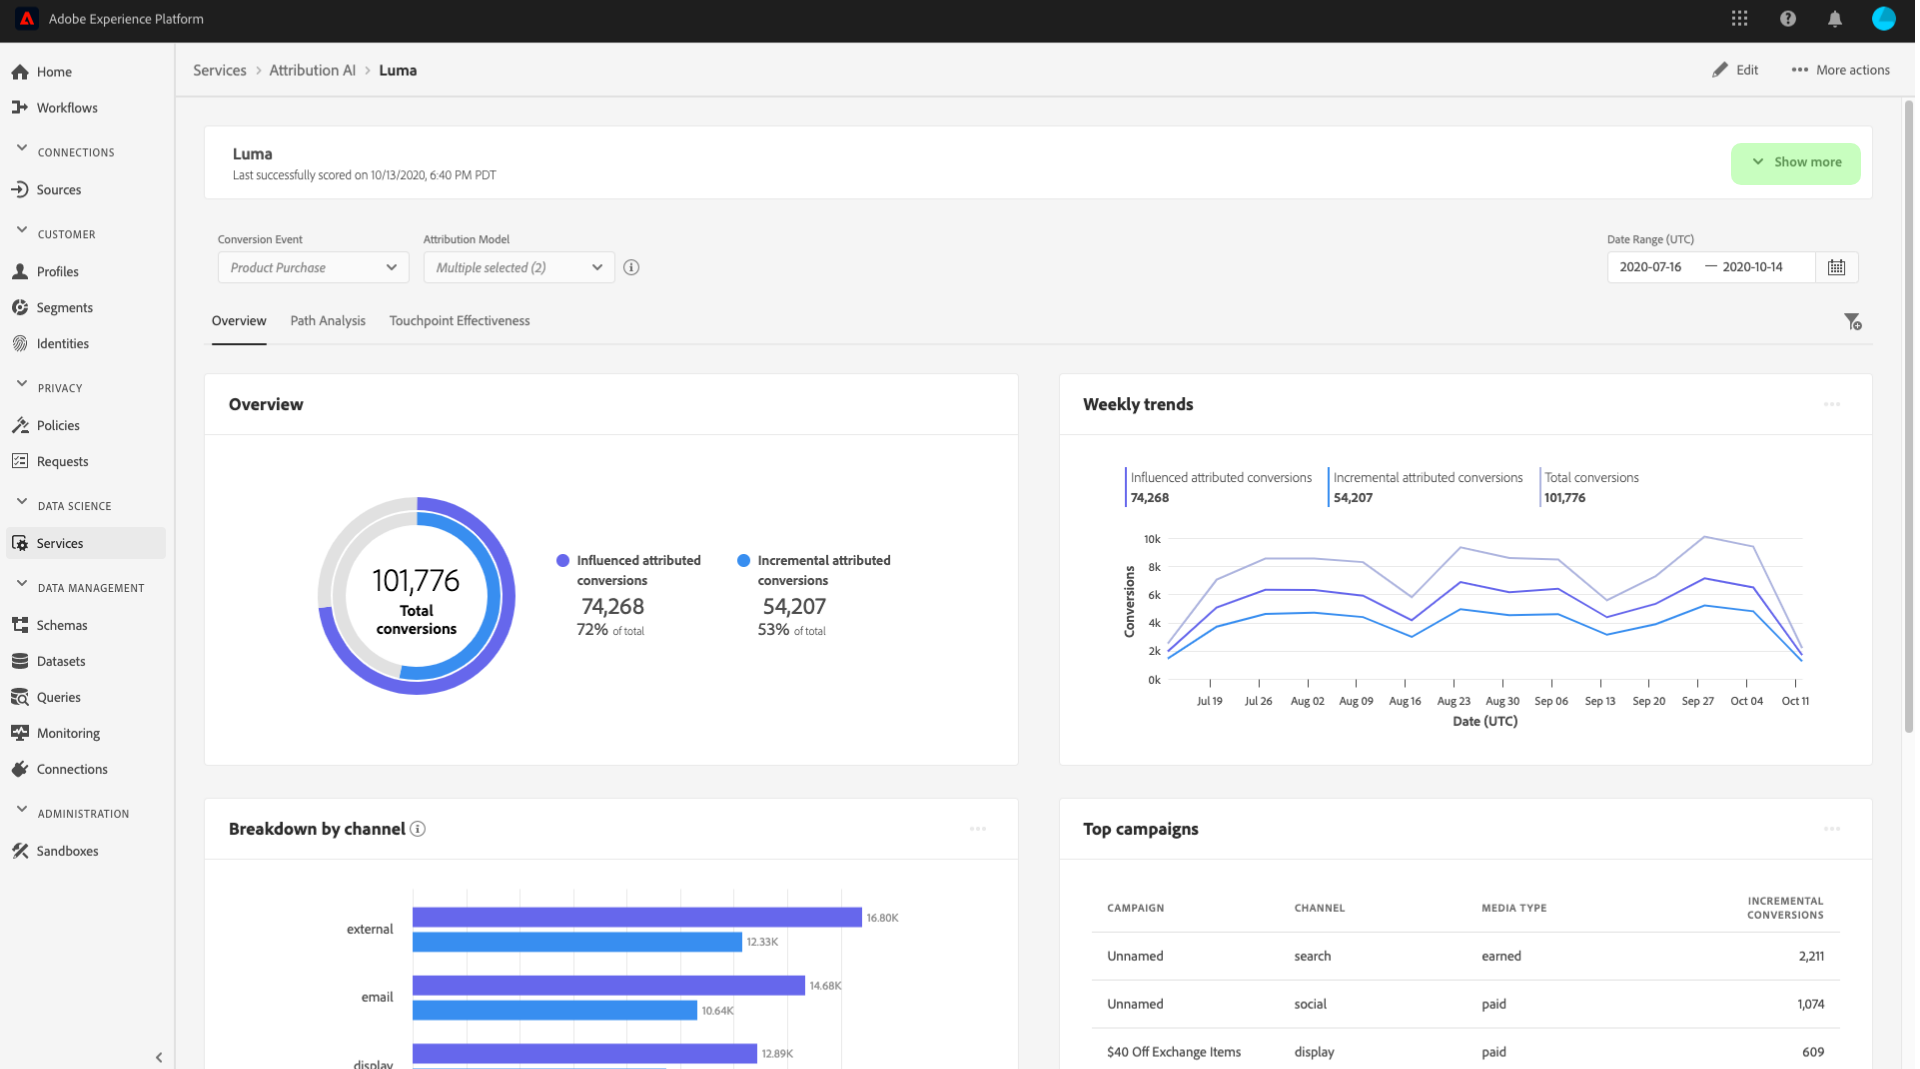 Adobe Experience Platform
Home
Workflows
CONNECTIONS
Sources
CUSTOMER
Profiles
Segments
Identities
PRIVACY
Policies
Requests
DATA SCIENCE
Services
DATA MANAGEMENT
Schemas
Datasets
Queries
Monitoring
Connections
ADMINISTRATION
Sandboxes
Services > Attribution AI > Luma
Edit
More actions
Luma
Last successfully scored on 10/13/2020, 6:40 PM PDT
Show more
Conversion Event
Product Purchase
Attribution Model
Multiple selected (2)
Date Range (UTC)
2020-07-16 — 2020-10-14
Overview
Path Analysis
Touchpoint Effectiveness
Overview
101,776
Total
conversions
Influenced attributed
conversions
74,268
72% of total
Incremental attributed
conversions
54,207
53% of total
Weekly trends
Influenced attributed conversions
74,268
Incremental attributed conversions
54,207
Total conversions
101,776
Conversions
10k
8k
6k
4k
2k
0k
Jul 19 Jul 26 Aug 02 Aug 09 Aug 16 Aug 23 Aug 30 Sep 06 Sep 13 Sep 20 Sep 27 Oct 04 Oct 11
Date (UTC)
Breakdown by channel
external
16.80K
12.33K
email
14.68K
10.64K
display
12.89K
Top campaigns
CAMPAIGN CHANNEL MEDIA TYPE INCREMENTAL
CONVERSIONS
Unnamed search earned 2,211
Unnamed social paid 1,074
$40 Off Exchange Items display paid 609